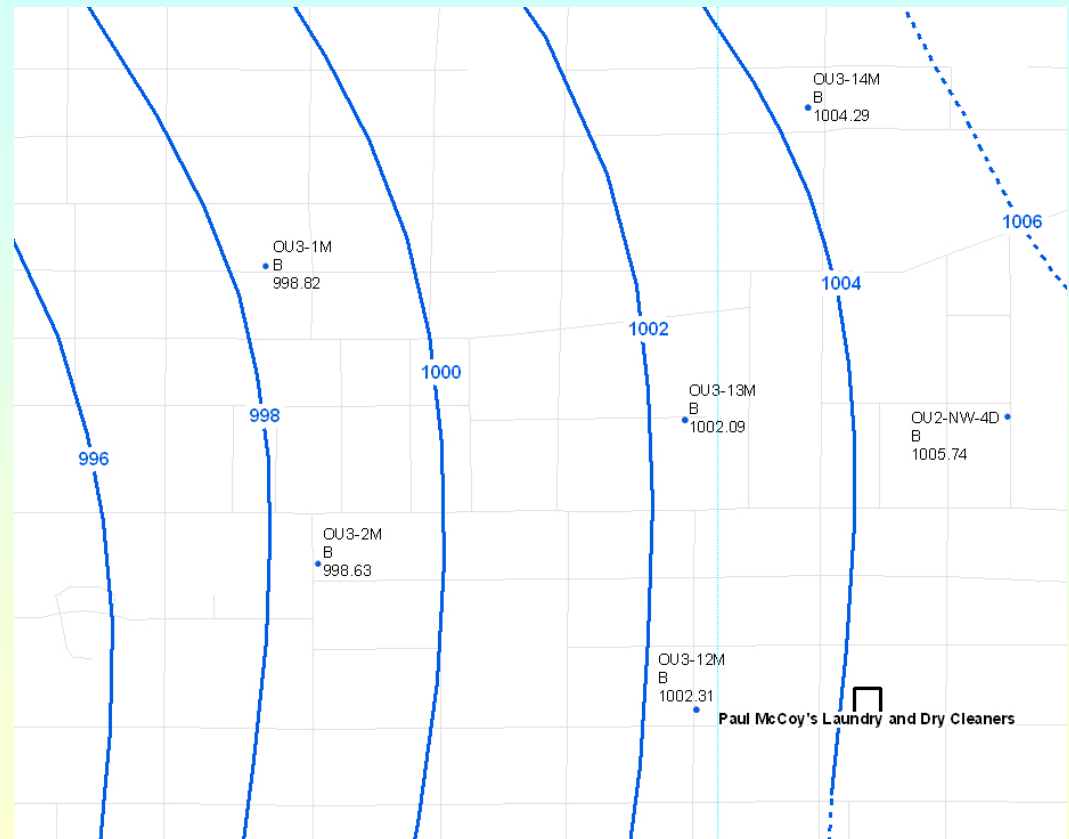 OU3-14M
B
1004.29
1006
OU3-1M
B
998.82
1004
1002
1000
OU3-13M
B
1002.09
998
OU2-NW-4D
B
1005.74
996
OU3-2M
B
998.63
OU3-12M
B
1002.31
Paul McCoy's Laundry and Dry Cleaners